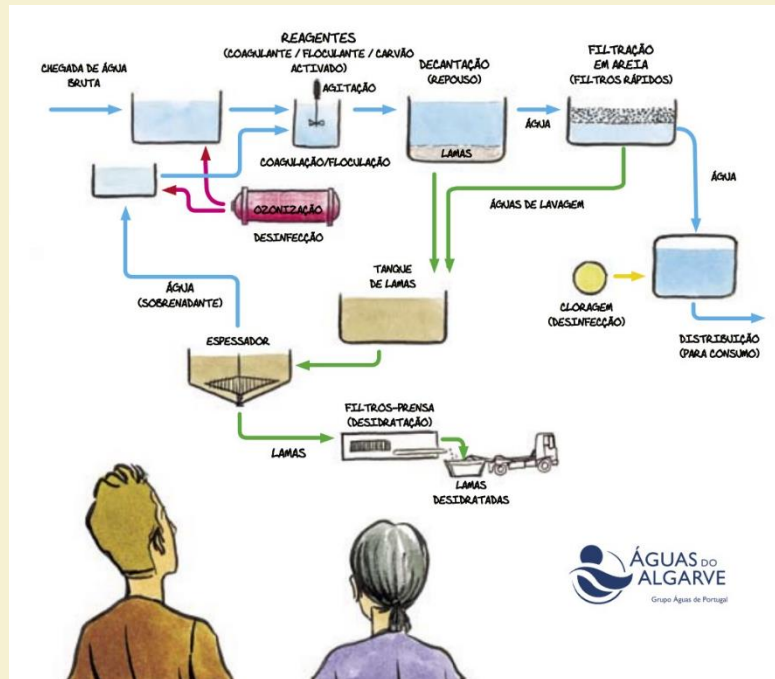 REAGENTES
(COAGULANTE / FLOCULANTE / CARVÃO
ACTIVADO)
AGITAÇÃO
CHEGADA DE ÁGUA
BRUTA
DECANTAÇÃO
(REPOUSO)
FILTRAÇÃO
EM AREIA
(FILTROS RÁPIDOS)
LAMAS
ÁGUA
COAGULAÇÃO/FLOCULAÇÃO
ÁGUA
OZONIZAÇÃO
DESINFECÇÃO
ÁGUAS DE LAVAGEM
TANQUE
DE LAMAS
ÁGUA
(SOBRENADANTE)
CLORAGEM
(DESINFECÇÃO)
DISTRIBUIÇÃO
(PARA CONSUMO)
ESPESSADOR
FILTROS-PRENSA
(DESIDRATAÇÃO)
LAMAS
LAMAS
DESIDRATADAS
ÁGUAS DO
ALGARVE
Grupo Águas de Portugal